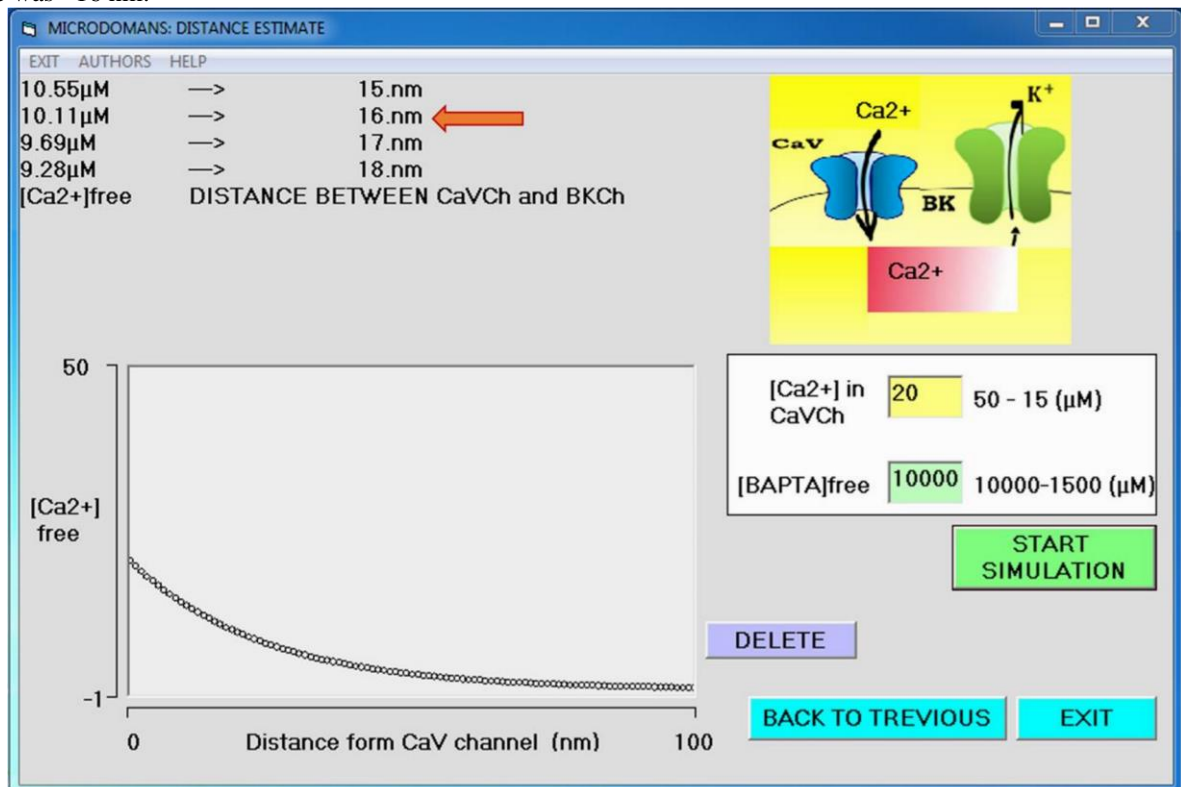 MICRODOMANS: DISTANCE ESTIMATE
EXIT AUTHORS HELP
10.55µM —> 15.nm
10.11µM —> 16.nm
9.69µM —> 17.nm
9.28µM —> 18.nm
[Ca2+]free DISTANCE BETWEEN CaVCh and BKCh
Ca2+
K+
CaV
BK
Ca2+
50
[Ca2+]
free
-1
0
Distance form CaV channel (nm)
100
[Ca2+] in
CaVCh
20
50 - 15 (µM)
[BAPTA]free
10000
10000-1500 (µM)
START
SIMULATION
DELETE
BACK TO TREVIOUS
EXIT